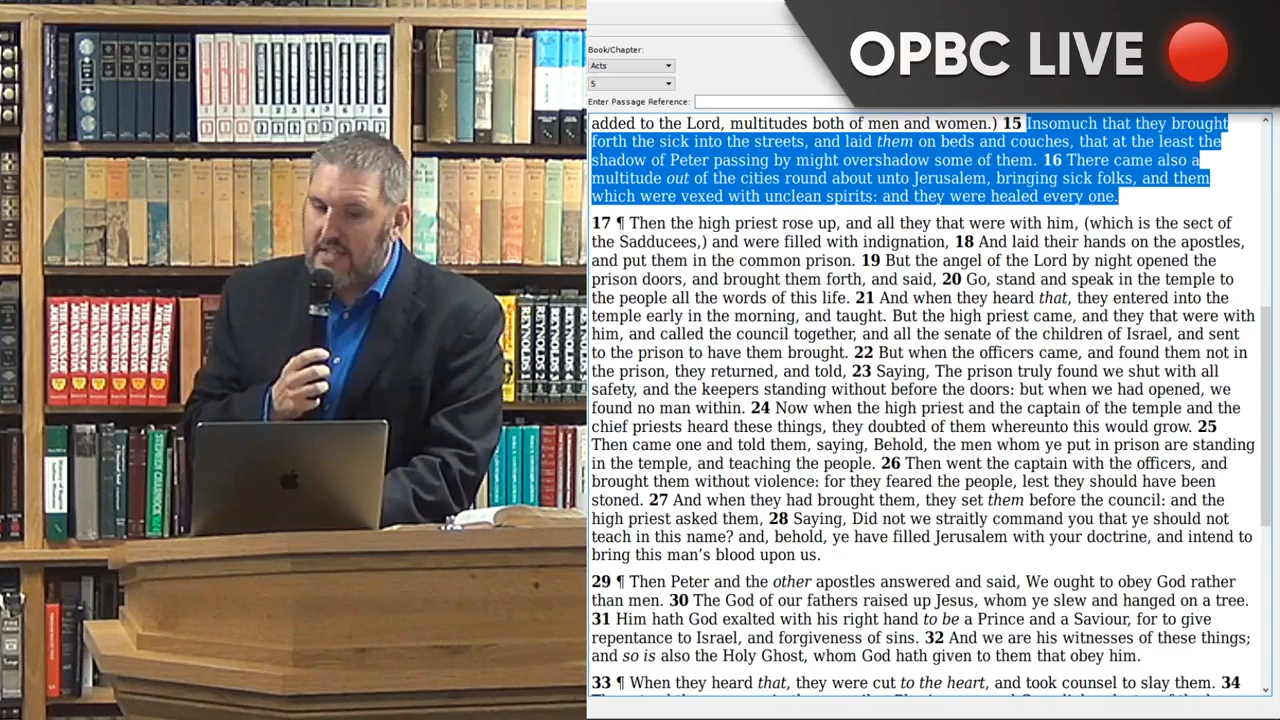 OPBC LIVE
Book/Chapter:
Acts
5
Enter Passage Reference:
added to the Lord, multitudes both of men and women.) 15 Insomuch that they brought
forth the sick into the streets, and laid them on beds and couches, that at the least the
shadow of Peter passing by might overshadow some of them. 16 There came also a
multitude out of the cities round about unto Jerusalem, bringing sick folks, and them
which were vexed with unclean spirits: and they were healed every one.
17 ¶ Then the high priest rose up, and all they that were with him, (which is the sect of
the Sadducees,) and were filled with indignation, 18 And laid their hands on the apostles,
and put them in the common prison. 19 But the angel of the Lord by night opened the
prison doors, and brought them forth, and said, 20 Go, stand and speak in the temple to
the people all the words of this life. 21 And when they heard that, they entered into the
temple early in the morning, and taught. But the high priest came, and they that were with
him, and called the council together, and all the senate of the children of Israel, and sent
to the prison to have them brought. 22 But when the officers came, and found them not in
the prison, they returned, and told, 23 Saying, The prison truly found we shut with all
safety, and the keepers standing without before the doors: but when we had opened, we
found no man within. 24 Now when the high priest and the captain of the temple and the
chief priests heard these things, they doubted of them whereunto this would grow. 25
Then came one and told them, saying, Behold, the men whom ye put in prison are standing
in the temple, and teaching the people. 26 Then went the captain with the officers, and
brought them without violence: for they feared the people, lest they should have been
stoned. 27 And when they had brought them, they set them before the council: and the
high priest asked them, 28 Saying, Did not we straitly command you that ye should not
teach in this name? and, behold, ye have filled Jerusalem with your doctrine, and intend to
bring this man’s blood upon us.
29 ¶ Then Peter and the other apostles answered and said, We ought to obey God rather
than men. 30 The God of our fathers raised up Jesus, whom ye slew and hanged on a tree.
31 Him hath God exalted with his right hand to be a Prince and a Saviour, for to give
repentance to Israel, and forgiveness of sins. 32 And we are his witnesses of these things;
and so is also the Holy Ghost, whom God hath given to them that obey him.
33 ¶ When they heard that, they were cut to the heart, and took counsel to slay them. 34
REYNOLDS
REYNOLDS
STEPHEN CHARNOCK